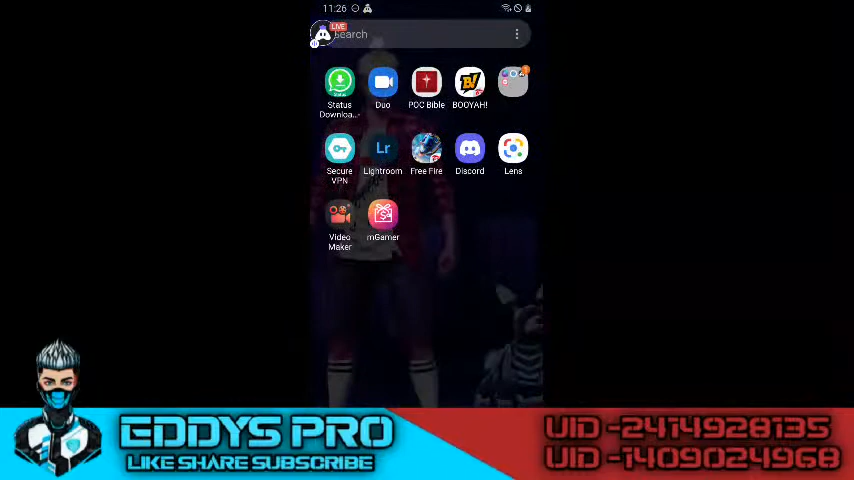 11:26
LIVE
Search
Status
Downloa...
Duo
POC Bible
BOOYAH!
Secure
VPN
Lightroom
Free Fire
Discord
Lens
Video
Maker
mGamer
EDDYS PRO
LIKE SHARE SUBSCRIBE
UID -2414928135
UID -1409024968